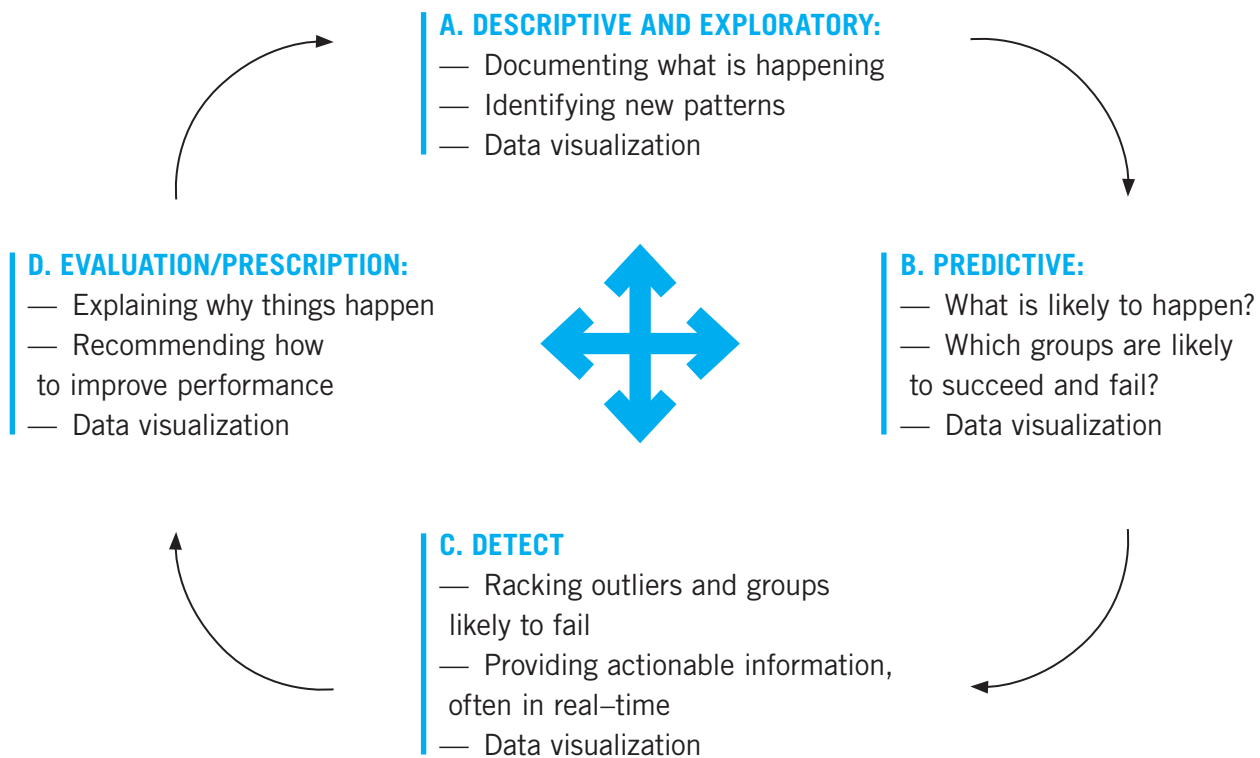 A. DESCRIPTIVE AND EXPLORATORY:
— Documenting what is happening
— Identifying new patterns
— Data visualization
B. PREDICTIVE:
— What is likely to happen?
— Which groups are likely
to succeed and fail?
— Data visualization
C. DETECT
— Racking outliers and groups
likely to fail
— Providing actionable information,
often in real–time
— Data visualization
D. EVALUATION/PRESCRIPTION:
— Explaining why things happen
— Recommending how
to improve performance
— Data visualization